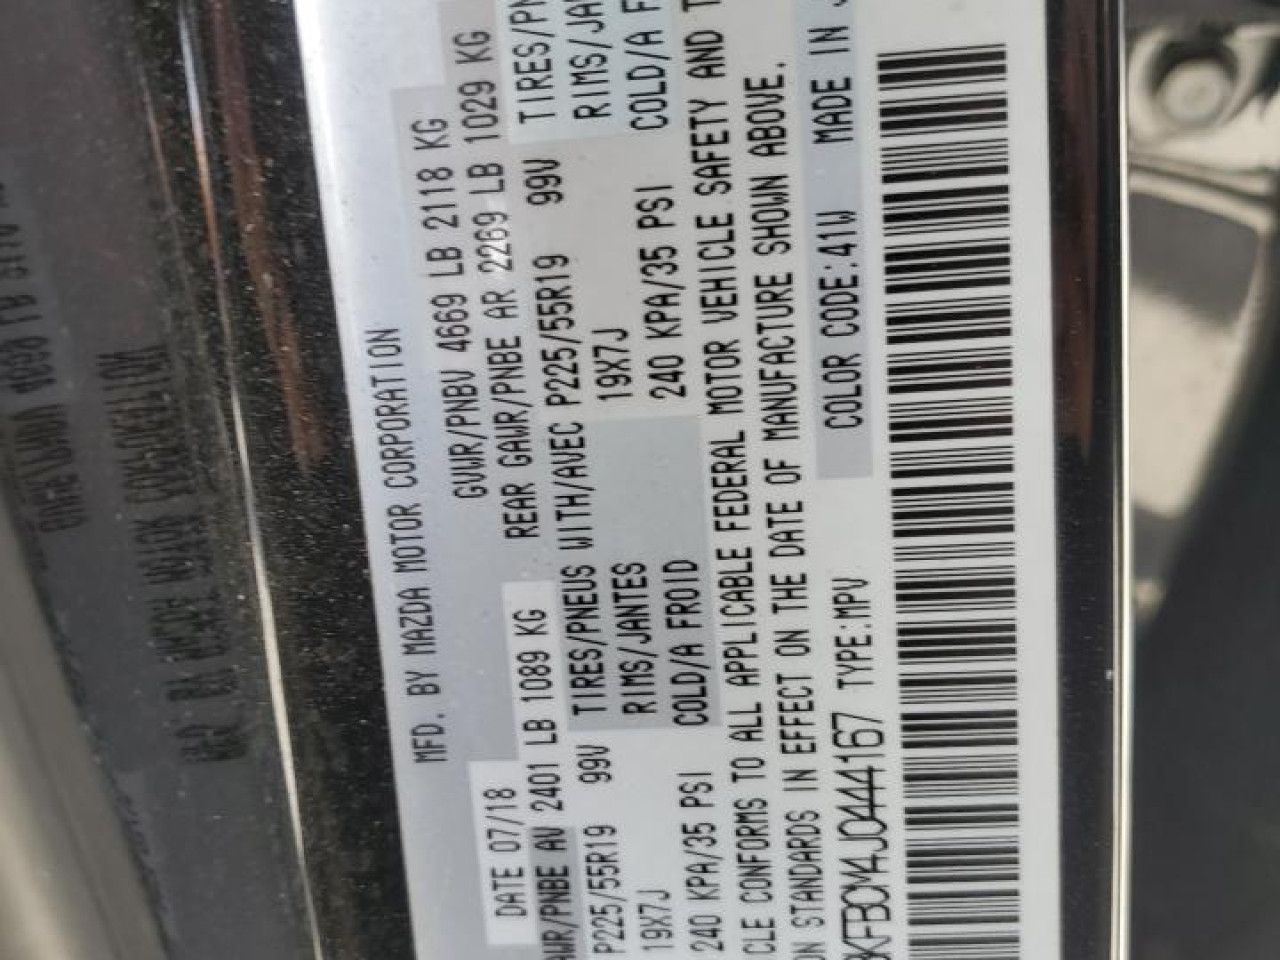 MFD. BY MAZDA MOTOR CORPORATION
DATE 07/18
GVWR/PNBV 4669 LB 2118 KG
AWR/PNBE AV 2401 LB 1089 KG
REAR GAWR/PNBE AR 2269 LB 1029 KG
P225/55R19 99V
TIRES/PNEUS WITH/AVEC P225/55R19 99V
19X7J
RIMS/JANTES
19X7J
240 KPA/35 PSI
COLD/A FROID
240 KPA/35 PSI
CLE CONFORMS TO ALL APPLICABLE FEDERAL MOTOR VEHICLE SAFETY AND
ON STANDARDS IN EFFECT ON THE DATE OF MANUFACTURE SHOWN ABOVE.
XFBCY4J0444167 TYPE:MPV
COLOR CODE:41W MADE IN